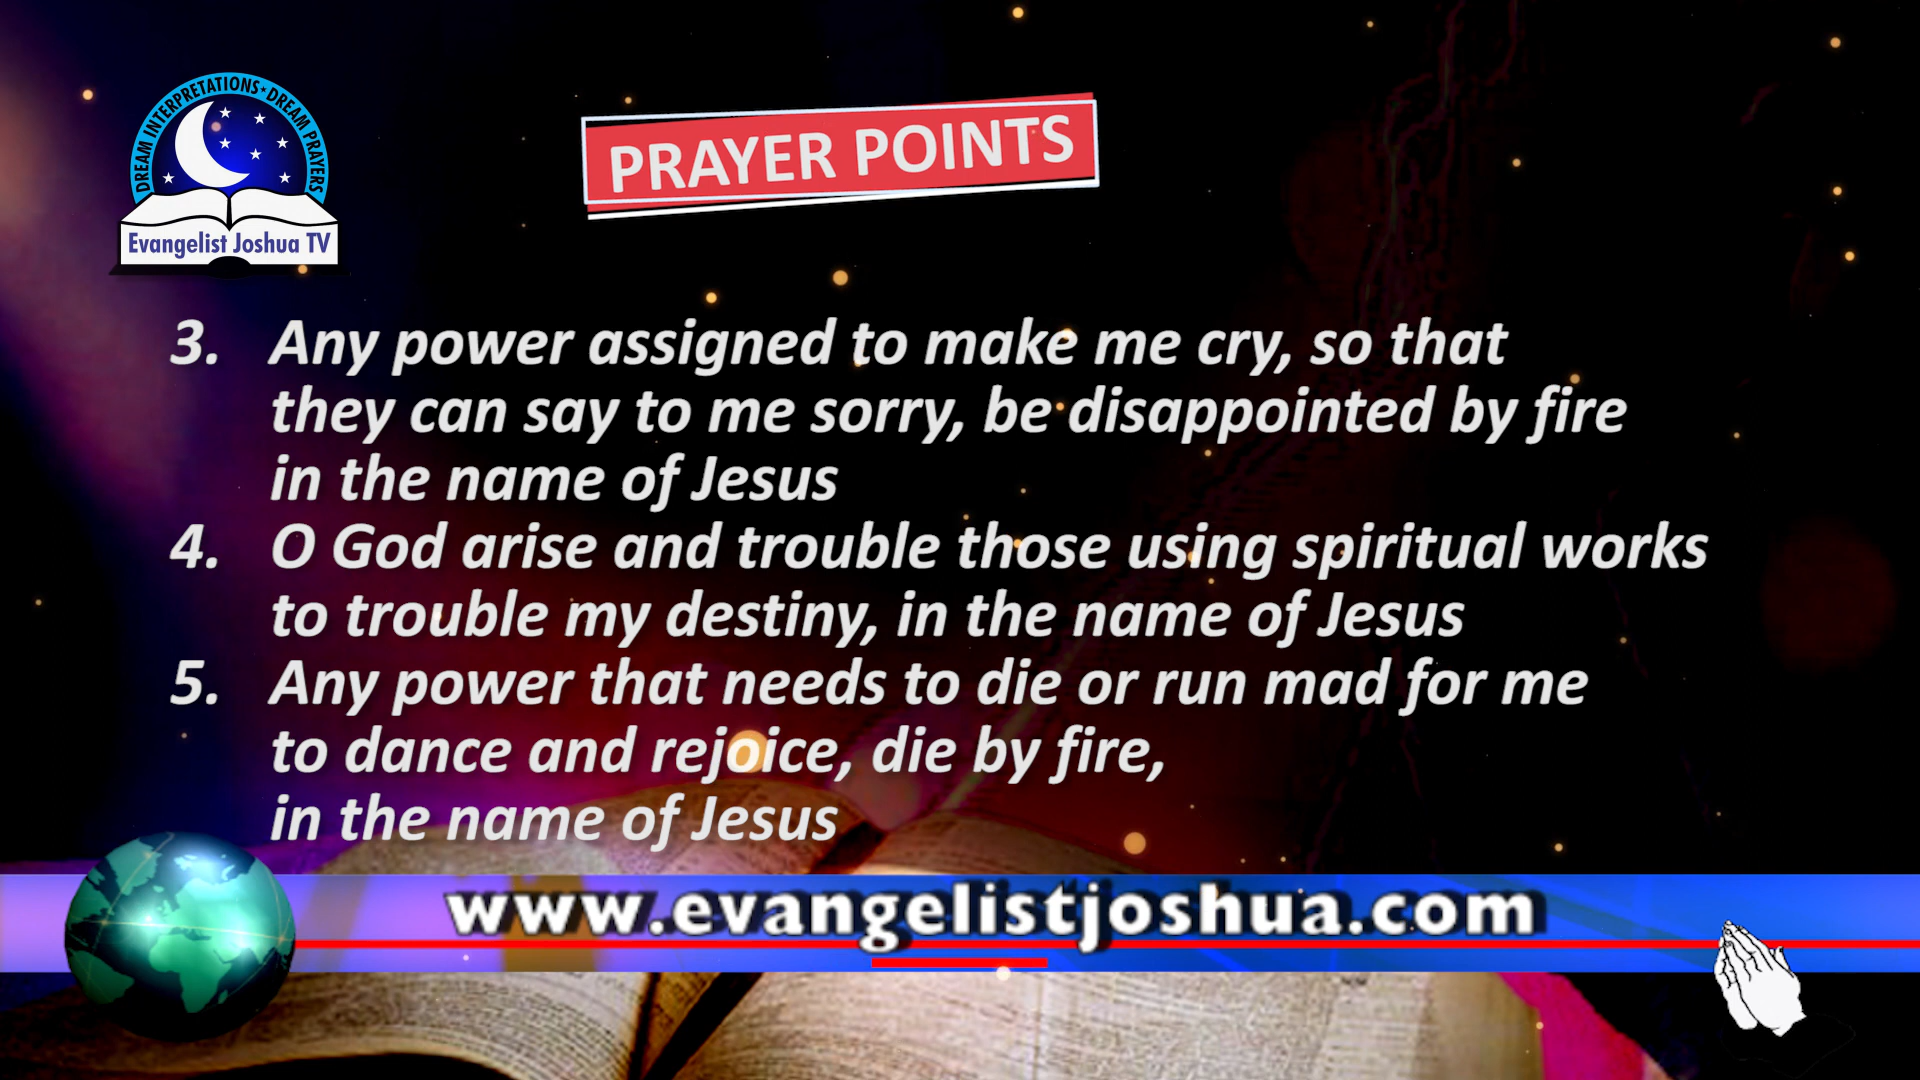 DREAM INTERPRETATIONS★DREAM PRAYERS
Evangelist Joshua TV
PRAYER POINTS
3. Any power assigned to make me cry, so that
they can say to me sorry, be disappointed by fire
in the name of Jesus
4. O God arise and trouble those using spiritual works
to trouble my destiny, in the name of Jesus
5. Any power that needs to die or run mad for me
to dance and rejoice, die by fire,
in the name of Jesus
www.evangelistjoshua.com